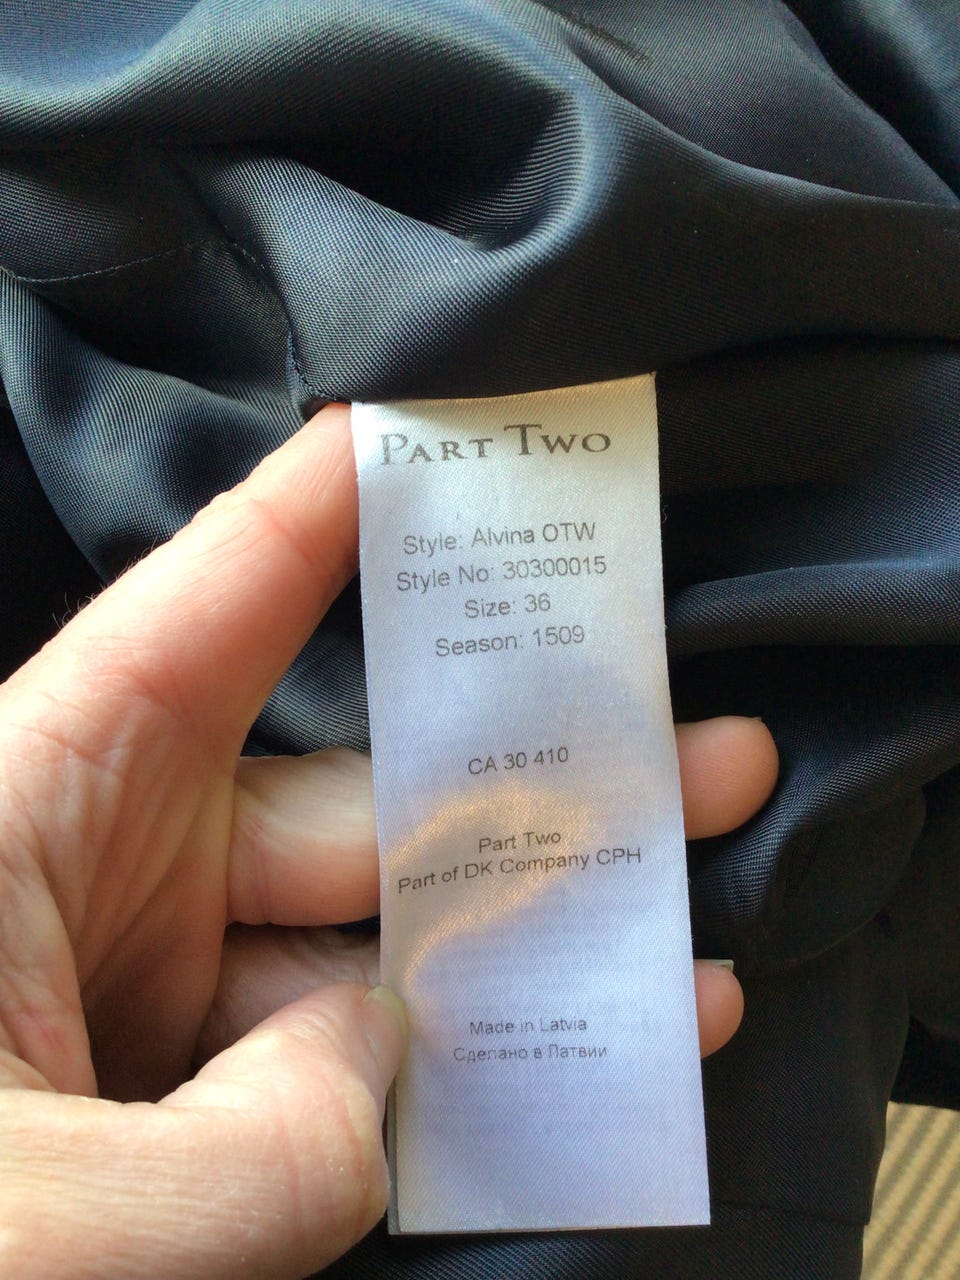 PART TWO
Style: Alvina OTW
Style No: 30300015
Size: 36
Season: 1509
CA 30 410
Part Two
Part of DK Company CPH
Made in Latvia
Сделано в Латвии